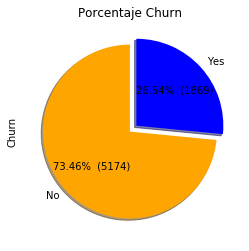 Porcentaje Churn
Yes
26.54% (1869)
Churn
73.46% (5174)
No